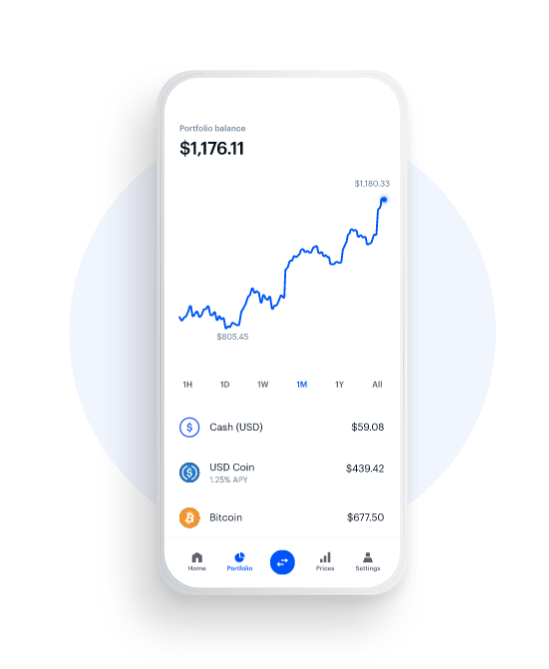 Portfolio balance
$1,176.11
$1,180.33
$805.45
1H 1D 1W 1M 1Y All
Cash (USD) $59.08
USD Coin $439.42
1.25% APY
Bitcoin $677.50
Home Portfolio Prices Settings